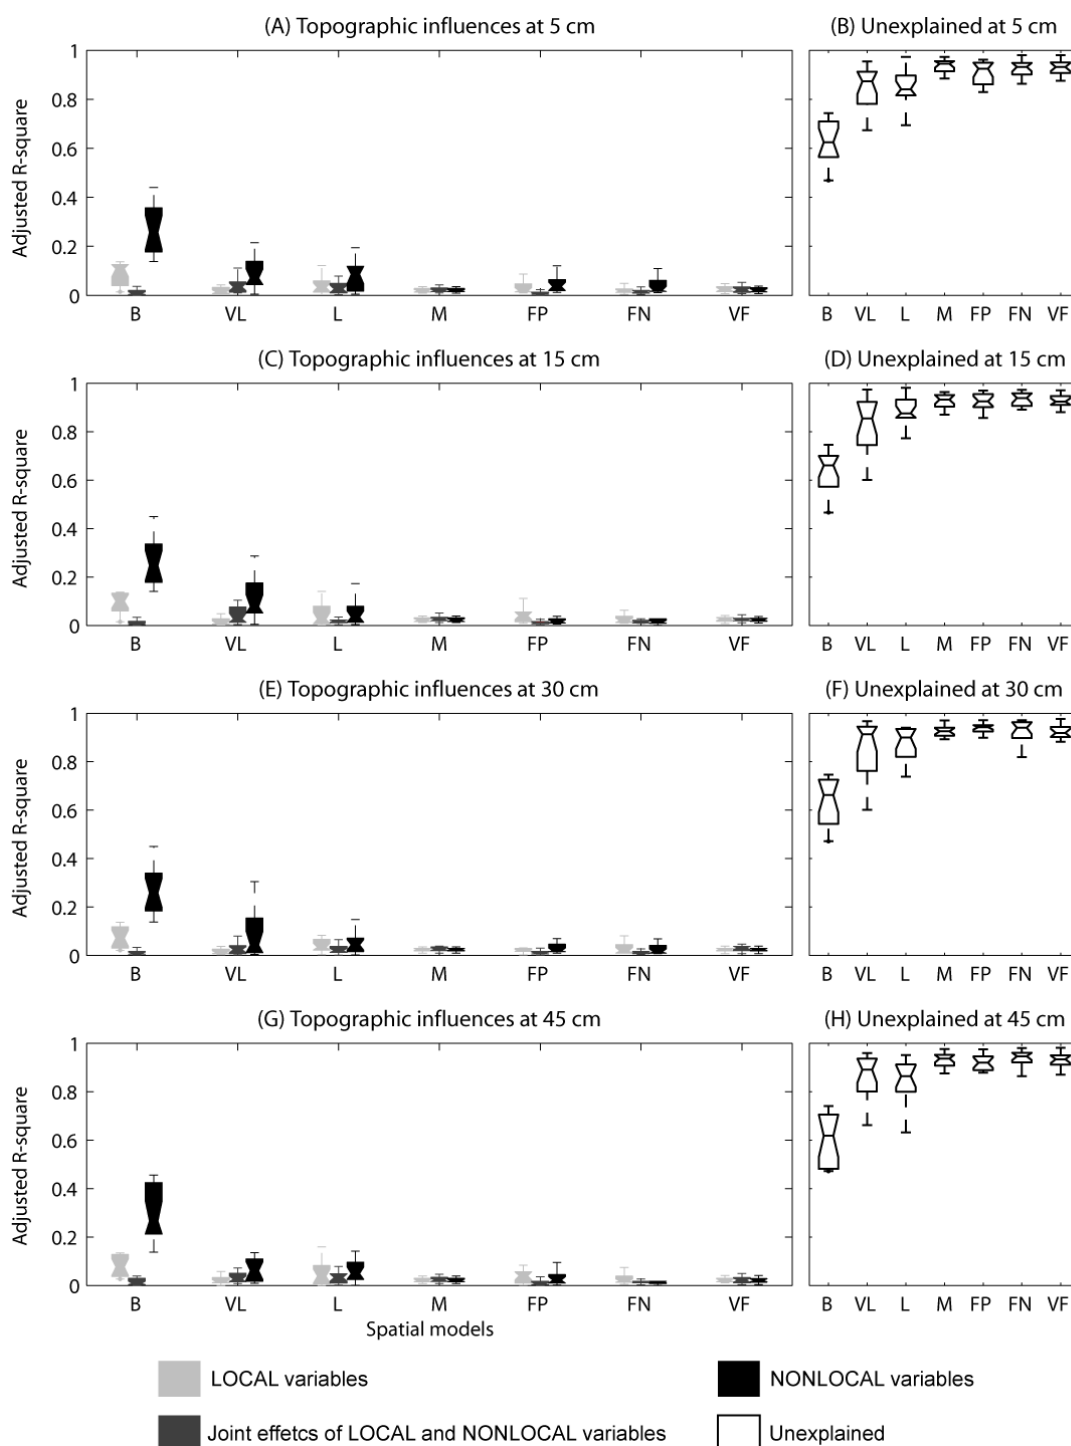 (A) Topographic influences at 5 cm
(B) Unexplained at 5 cm
Adjusted R-square
1
0.8
0.6
0.4
0.2
0
B VL L M FP FN VF
B VL L M FP FN VF
(C) Topographic influences at 15 cm
(D) Unexplained at 15 cm
Adjusted R-square
1
0.8
0.6
0.4
0.2
0
B VL L M FP FN VF
B VL L M FP FN VF
(E) Topographic influences at 30 cm
(F) Unexplained at 30 cm
Adjusted R-square
1
0.8
0.6
0.4
0.2
0
B VL L M FP FN VF
B VL L M FP FN VF
(G) Topographic influences at 45 cm
(H) Unexplained at 45 cm
Adjusted R-square
1
0.8
0.6
0.4
0.2
0
B VL L M FP FN VF
B VL L M FP FN VF
Spatial models
LOCAL variables
NONLOCAL variables
Joint effetcs of LOCAL and NONLOCAL variables
Unexplained